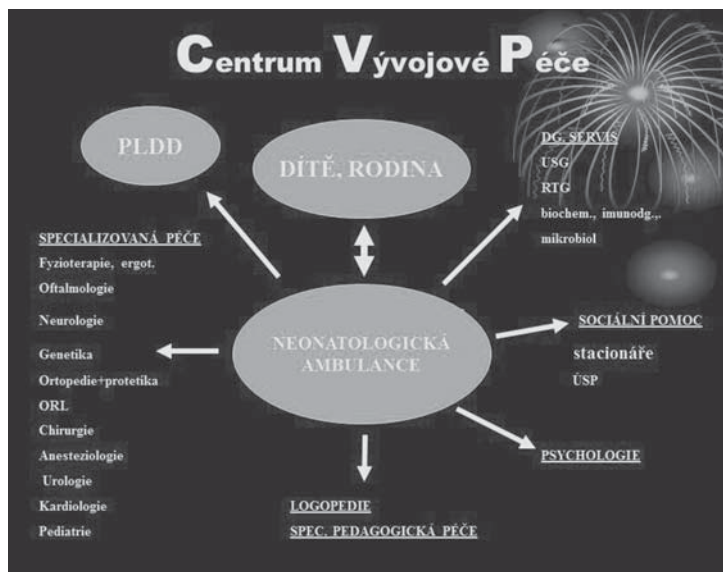 Centrum Vývojové Péče
PLDD
DÍTĚ, RODINA
DG. SERVIS
USG
RTG
biochem., imunodg.,.
mikrobiol
SPECIALIZOVANÁ PÉČE
Fyzioterapie, ergot.
Oftalmologie
Neurologie
Genetika
Ortopedie+protetika
ORL
Chirurgie
Anesteziologie
Urologie
Kardiologie
Pediatrie
NEONATOLOGICKÁ
AMBULANCE
SOCIÁLNÍ POMOC
stacionáře
ÚSP
PSYCHOLOGIE
LOGOPEDIE
SPEC. PEDAGOGICKÁ PÉČE